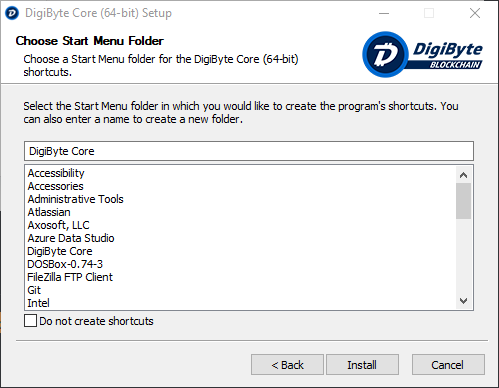 DigiByte Core (64-bit) Setup
Choose Start Menu Folder
Choose a Start Menu folder for the DigiByte Core (64-bit)
shortcuts.
DigiByte
BLOCKCHAIN
Select the Start Menu folder in which you would like to create the program's shortcuts. You
can also enter a name to create a new folder.
DigiByte Core
Accessibility
Accessories
Administrative Tools
Atlassian
Axosoft, LLC
Azure Data Studio
DigiByte Core
DOSBox-0.74-3
FileZilla FTP Client
Git
Intel
Do not create shortcuts
< Back
Install
Cancel